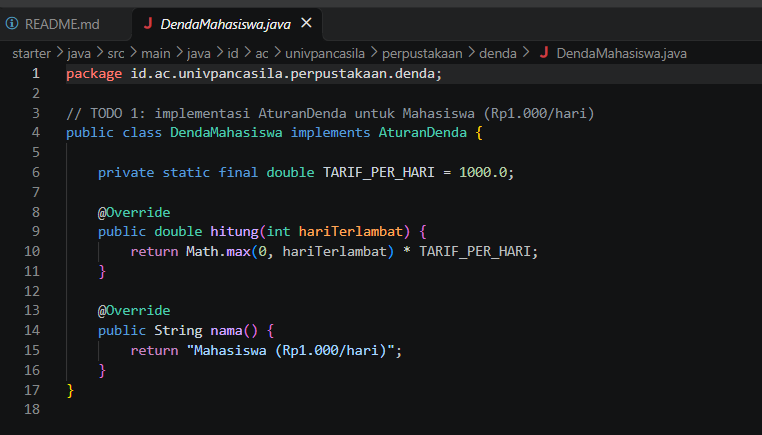 README.md
DendaMahasiswa.java
starter > java > src > main > java > id > ac > univpancasila > perpustakaan > denda > J DendaMahasiswa.java
1 package id.ac.univpancasila.perpustakaan.denda;
2
3 // TODO 1: implementasi AturanDenda untuk Mahasiswa (Rp1.000/hari)
4 public class DendaMahasiswa implements AturanDenda {
5
6     private static final double TARIF_PER_HARI = 1000.0;
7
8     @Override
9     public double hitung(int hariTerlambat) {
10         return Math.max(0, hariTerlambat) * TARIF_PER_HARI;
11     }
12
13     @Override
14     public String nama() {
15         return "Mahasiswa (Rp1.000/hari)";
16     }
17 }
18